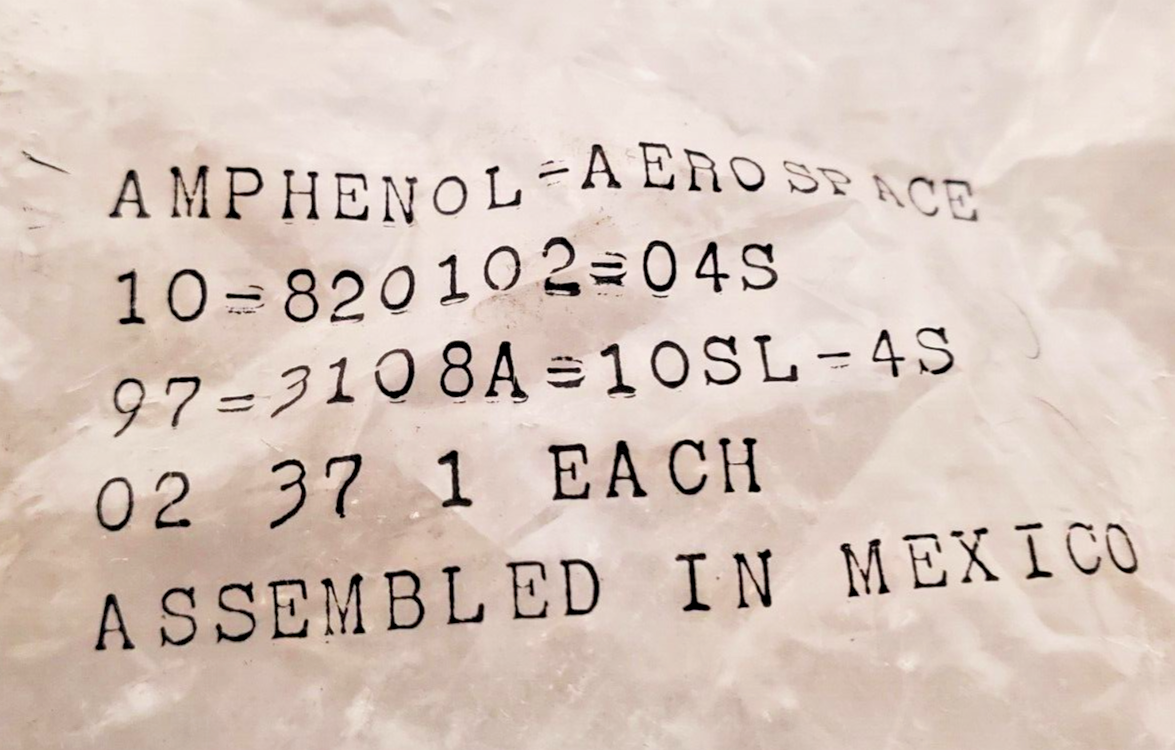 AMPHENOL=AEROSPACE
10=820102=04S
97=3108A=10SL-4S
02 37 1 EACH
ASSEMBLED IN MEXICO